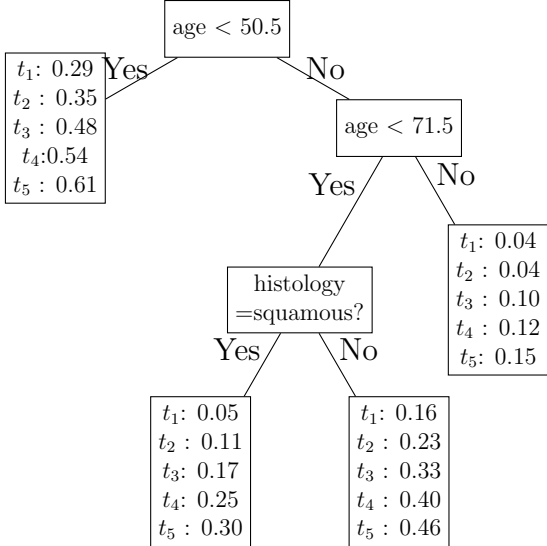 age < 50.5
Yes
No
t₁: 0.29
t₂ : 0.35
t₃ : 0.48
t₄:0.54
t₅ : 0.61
age < 71.5
Yes
No
t₁: 0.04
t₂ : 0.04
t₃ : 0.10
t₄ : 0.12
t₅: 0.15
histology
=squamous?
Yes
No
t₁: 0.05
t₂ : 0.11
t₃: 0.17
t₄: 0.25
t₅ : 0.30
t₁: 0.16
t₂ : 0.23
t₃ : 0.33
t₄ : 0.40
t₅ : 0.46